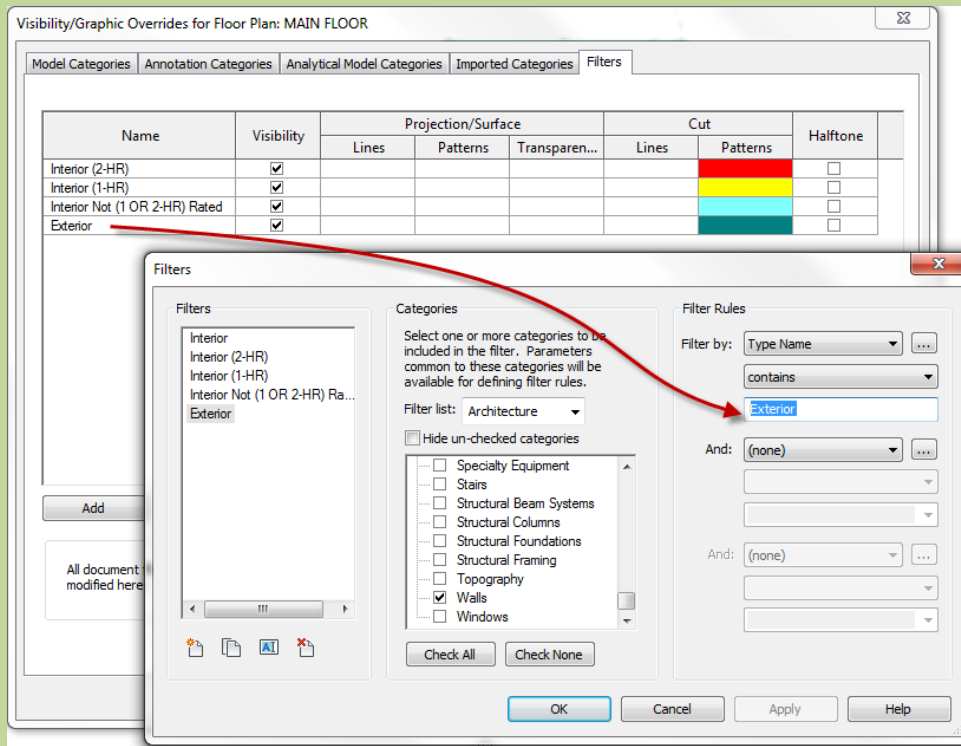 Visibility/Graphic Overrides for Floor Plan: MAIN FLOOR
Model Categories Annotation Categories Analytical Model Categories Imported Categories Filters
Name Visibility Projection/Surface Cut Halftone
Lines Patterns Transparen... Lines Patterns
Interior (2-HR)
Interior (1-HR)
Interior Not (1 OR 2-HR) Rated
Exterior
Add
All document
modified here
Filters
Filters
Interior
Interior (2-HR)
Interior (1-HR)
Interior Not (1 OR 2-HR) Ra...
Exterior
Categories
Select one or more categories to be
included in the filter. Parameters
common to these categories will be
available for defining filter rules.
Filter list: Architecture
Hide un-checked categories
Specialty Equipment
Stairs
Structural Beam Systems
Structural Columns
Structural Foundations
Structural Framing
Topography
Walls
Windows
Check All Check None
Filter Rules
Filter by: Type Name ...
contains
Exterior
And: (none) ...
And: (none) ...
OK Cancel Apply Help